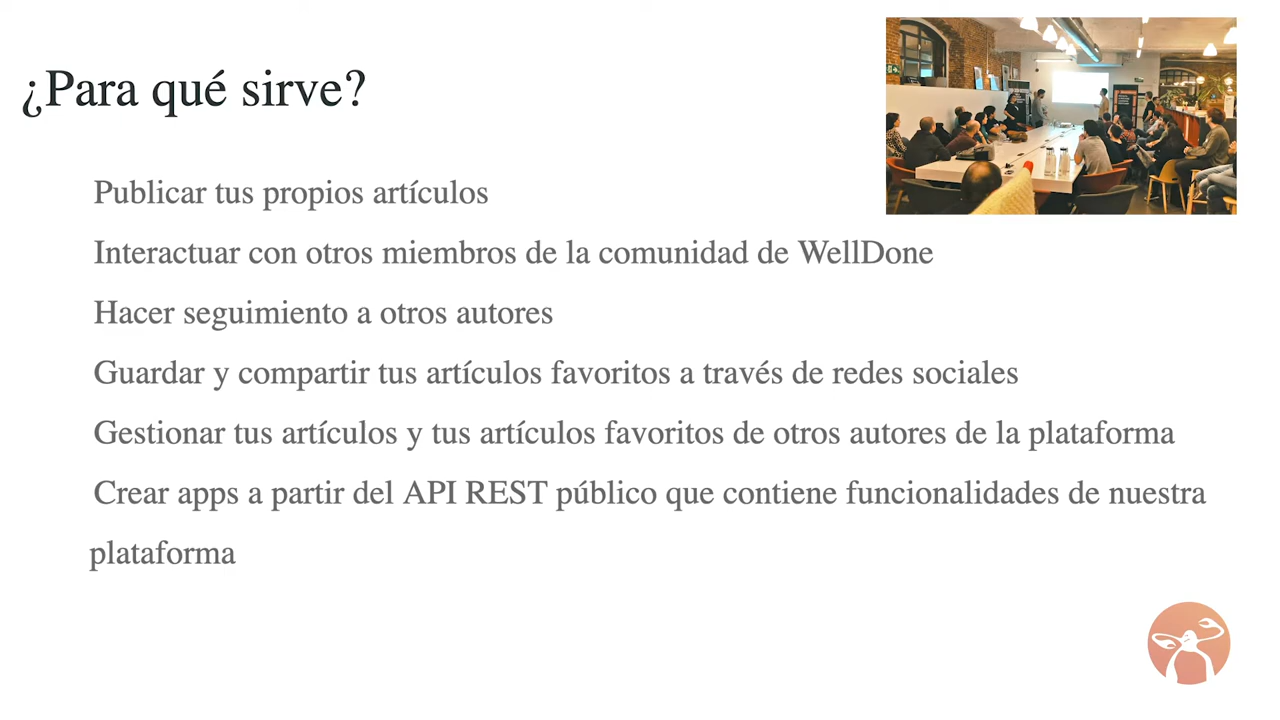 ¿Para qué sirve?
Publicar tus propios artículos
Interactuar con otros miembros de la comunidad de WellDone
Hacer seguimiento a otros autores
Guardar y compartir tus artículos favoritos a través de redes sociales
Gestionar tus artículos y tus artículos favoritos de otros autores de la plataforma
Crear apps a partir del API REST público que contiene funcionalidades de nuestra
plataforma